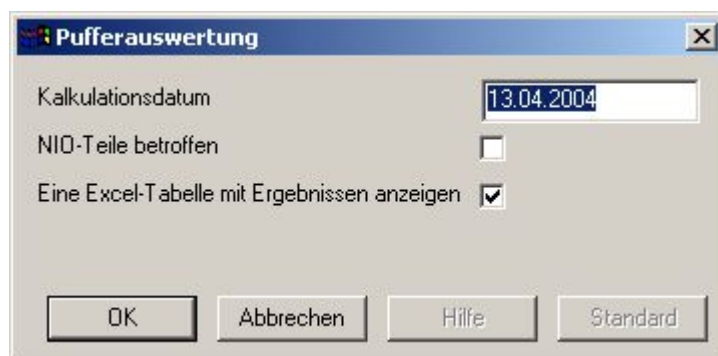 Pufferauswertung
Kalkulationsdatum 13.04.2004
NIO-Teile betroffen
Eine Excel-Tabelle mit Ergebnissen anzeigen
OK Abbrechen Hilfe Standard